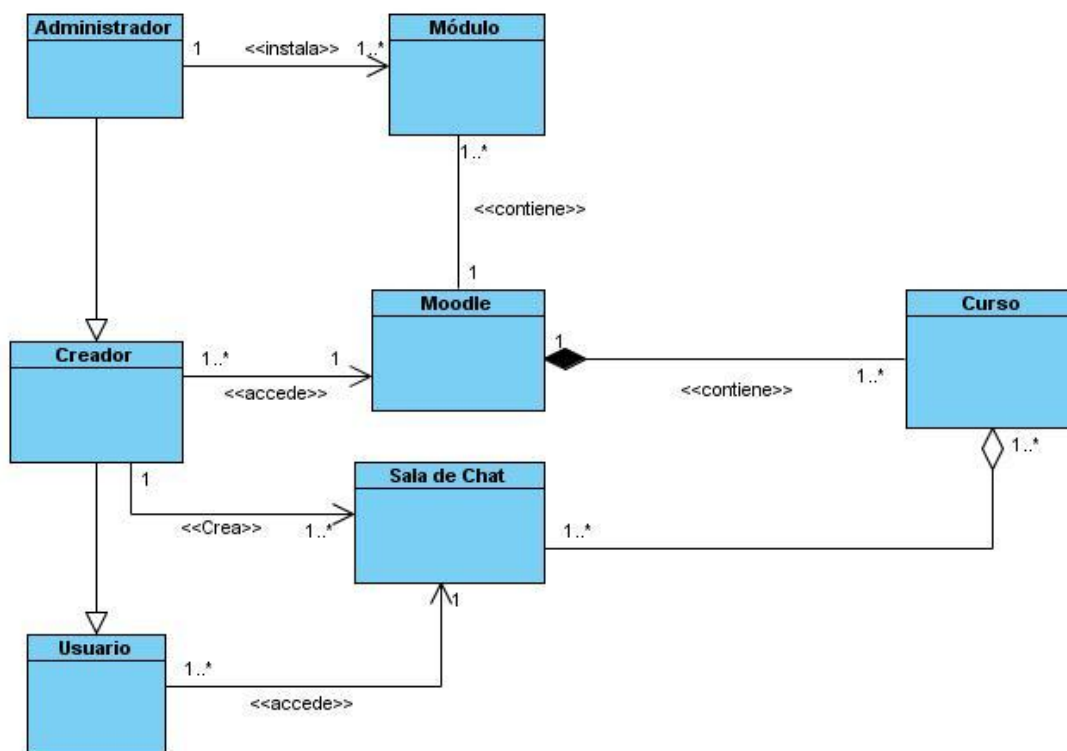 Administrador
Módulo
1
<<instala>>
1..*
1..*
<<contiene>>
1
Moodle
Curso
Creador
1..*
1
<<accede>>
1
<<contiene>>
1..*
1..*
1
<<Crea>>
1..*
Sala de Chat
1..*
1
Usuario
1..*
<<accede>>